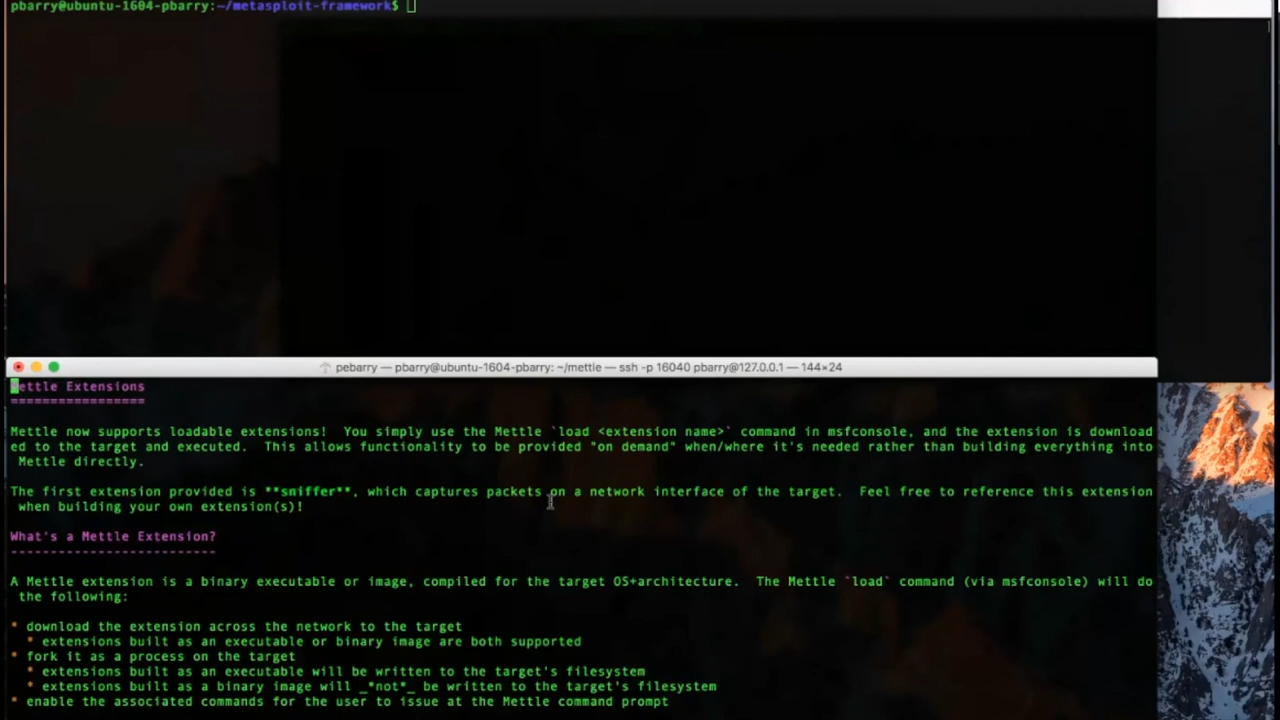 pbarry@ubuntu-1604-pbarry:~/metasploit-framework$
pebarry — pbarry@ubuntu-1604-pbarry: ~/mettle — ssh -p 16040 pbarry@127.0.0.1 — 144×24
Mettle Extensions
=================
Mettle now supports loadable extensions!  You simply use the Mettle `load <extension name>` command in msfconsole, and the extension is download
ed to the target and executed.  This allows functionality to be provided "on demand" when/where it's needed rather than building everything into
 Mettle directly.
The first extension provided is **sniffer**, which captures packets on a network interface of the target.  Feel free to reference this extension
 when building your own extension(s)!
What's a Mettle Extension?
--------------------------
A Mettle extension is a binary executable or image, compiled for the target OS+architecture.  The Mettle `load` command (via msfconsole) will do
 the following:
* download the extension across the network to the target
  * extensions built as an executable or binary image are both supported
* fork it as a process on the target
  * extensions built as an executable will be written to the target's filesystem
  * extensions built as a binary image will _*not*_ be written to the target's filesystem
* enable the associated commands for the user to issue at the Mettle command prompt